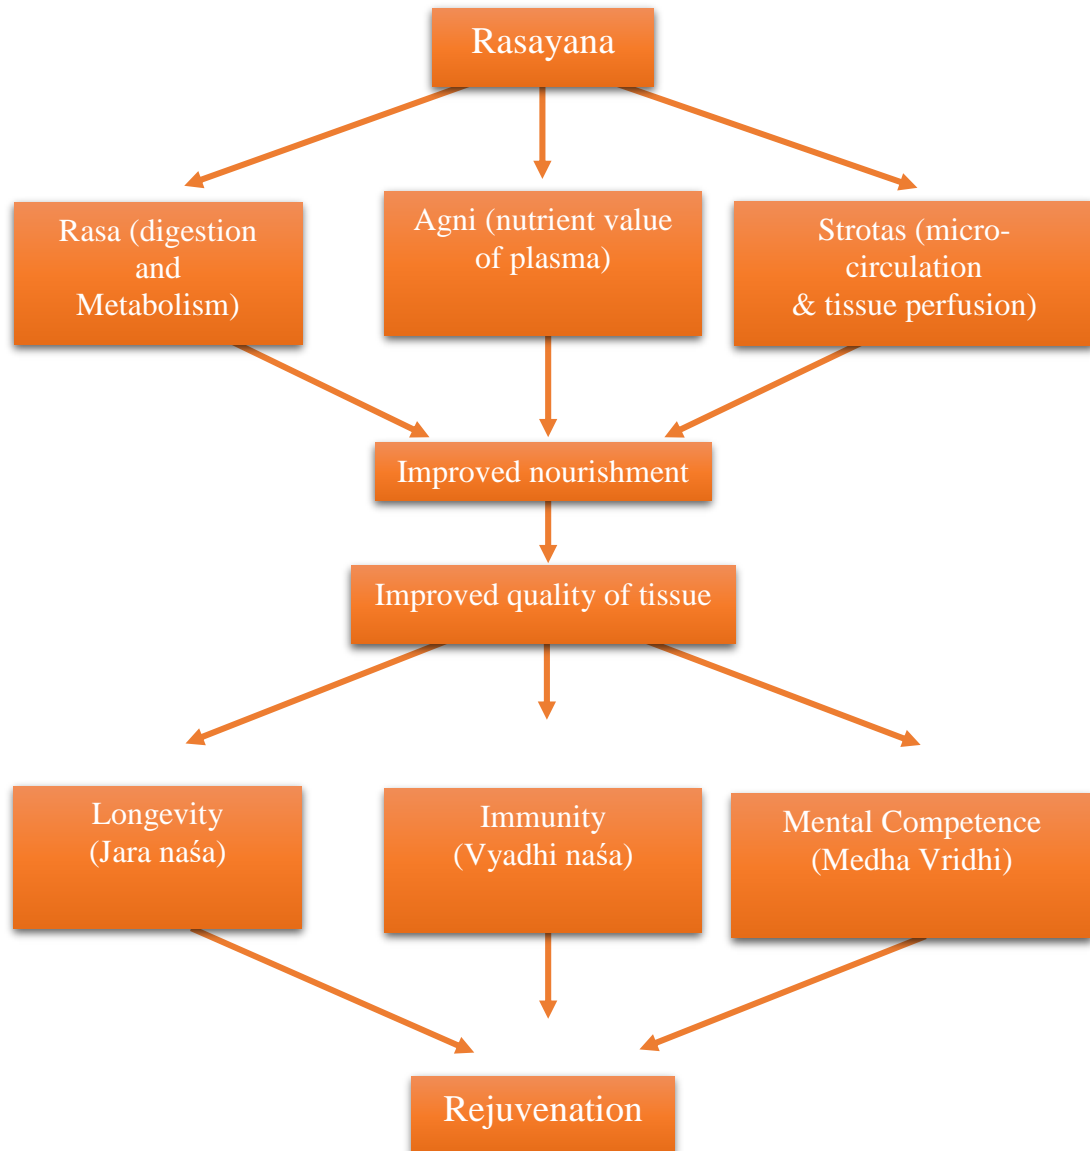 Rasayana
Rasa (digestion
and
Metabolism)
Agni (nutrient value
of plasma)
Strotas (micro-
circulation
& tissue perfusion)
Improved nourishment
Improved quality of tissue
Longevity
(Jara naśa)
Immunity
(Vyadhi naśa)
Mental Competence
(Medha Vridhi)
Rejuvenation